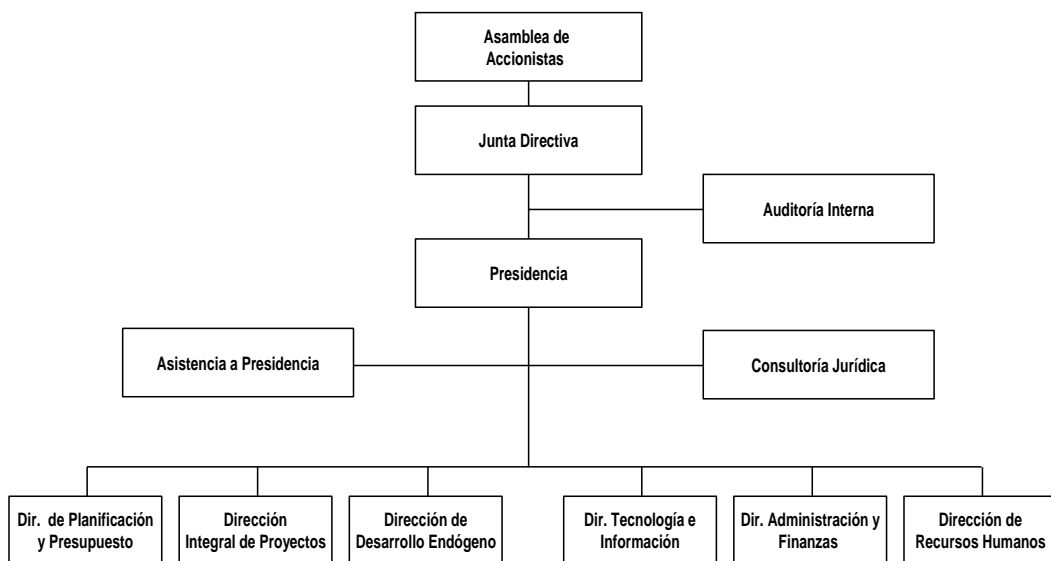 Asamblea de
Accionistas
Junta Directiva
Auditoría Interna
Presidencia
Asistencia a Presidencia
Consultoría Jurídica
Dir. de Planificación
y Presupuesto
Dirección
Integral de Proyectos
Dirección de
Desarrollo Endógeno
Dir. Tecnología e
Información
Dir. Administración y
Finanzas
Dirección de
Recursos Humanos